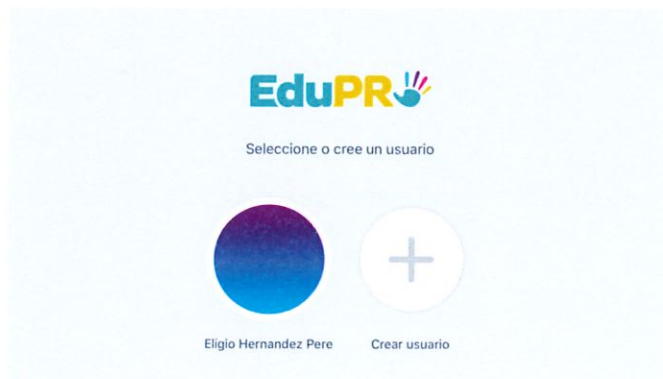 EduPR
Seleccione o cree un usuario
Eligio Hernandez Pere
Crear usuario